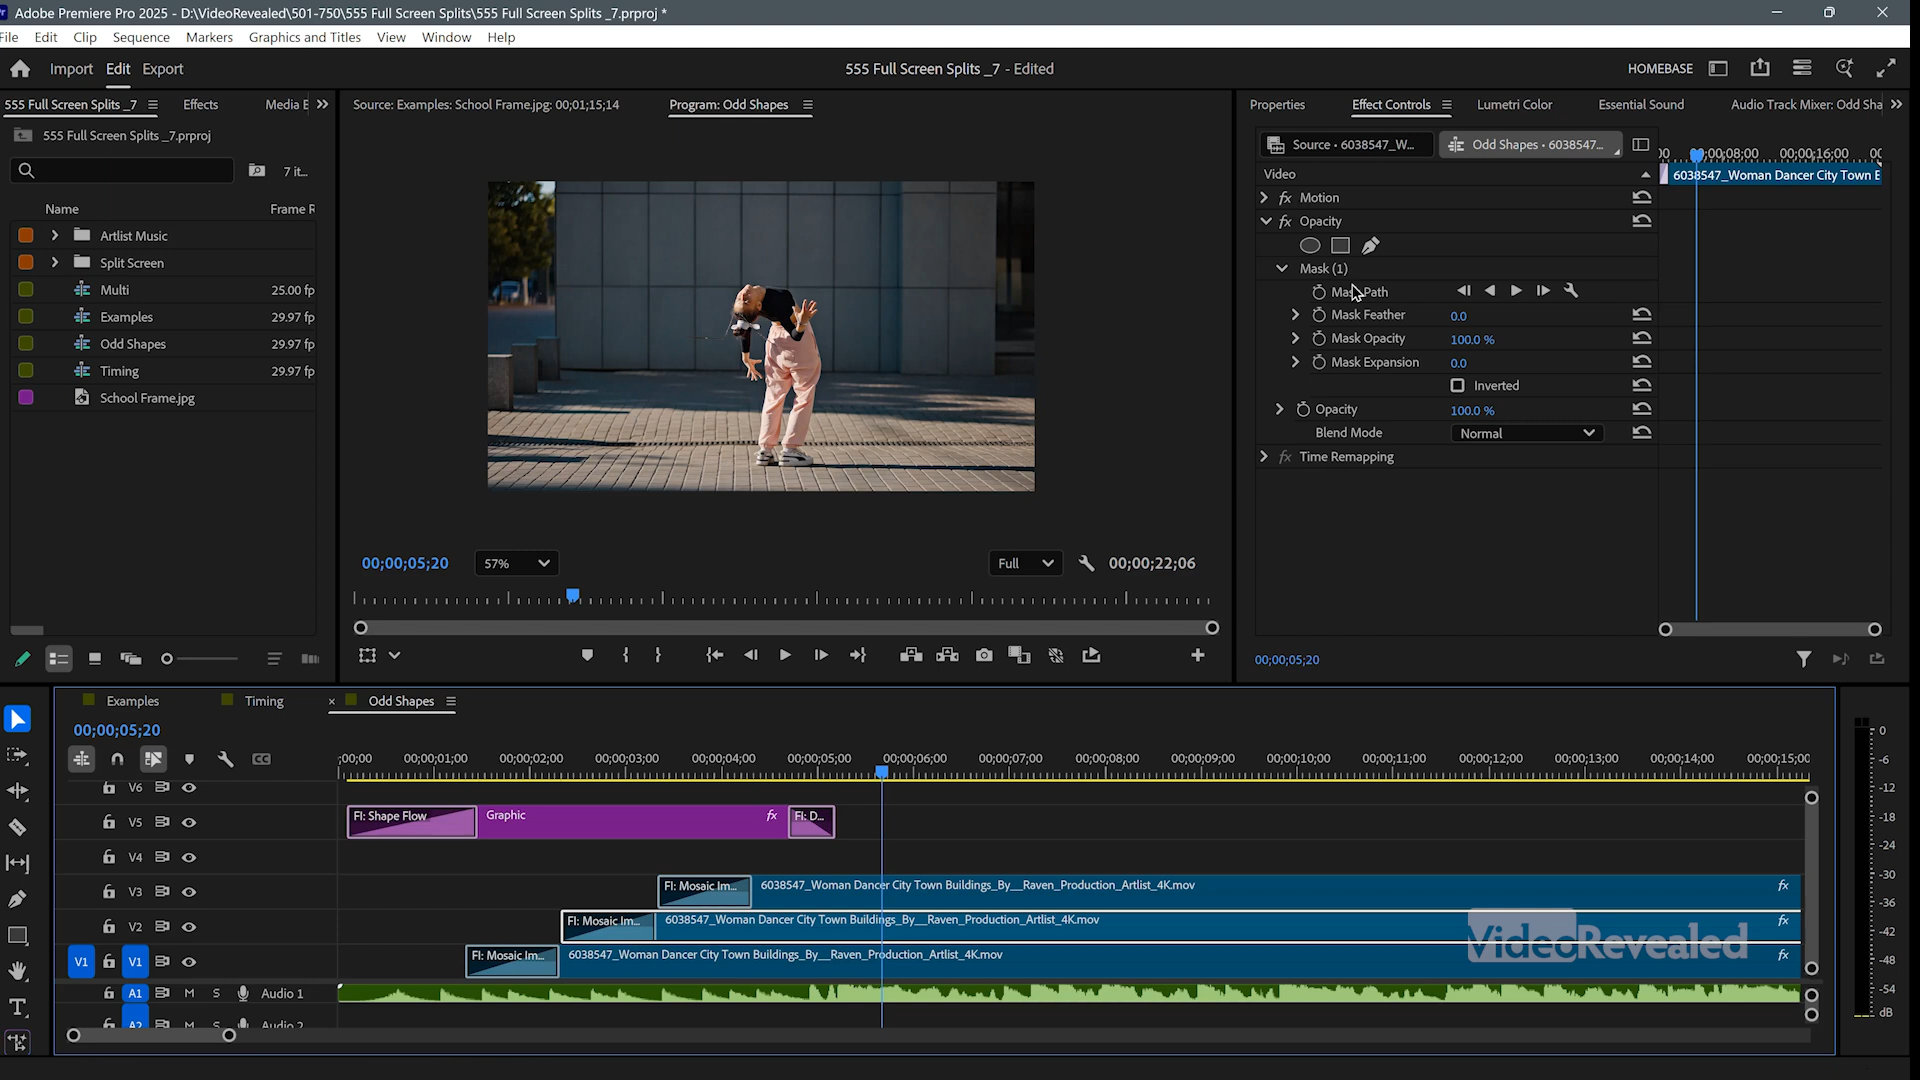 Adobe Premiere Pro 2025 - D:\VideoRevealed\501-750\555 Full Screen Splits\555 Full Screen Splits _7.prproj *
File Edit Clip Sequence Markers Graphics and Titles View Window Help
Import Edit Export
555 Full Screen Splits _7 - Edited
HOMEBASE
555 Full Screen Splits _7 Effects Media E
Source: Examples: School Frame.jpg: 00;01;15;14 Program: Odd Shapes
Properties Effect Controls Lumetri Color Essential Sound Audio Track Mixer: Odd Sha
555 Full Screen Splits _7.prproj
7 it...
Name Frame R
Artlist Music
Split Screen
Multi 25.00 fp
Examples 29.97 fp
Odd Shapes 29.97 fp
Timing 29.97 fp
School Frame.jpg
Source • 6038547_W... Odd Shapes • 6038547...
00;00;08;00 00;00;16;00
Video 6038547_Woman Dancer City Town E
fx Motion
fx Opacity
Mask (1)
Mask Path
Mask Feather 0.0
Mask Opacity 100.0 %
Mask Expansion 0.0
Inverted
Opacity 100.0 %
Blend Mode Normal
fx Time Remapping
00;00;05;20 57% Full 00;00;22;06
00;00;05;20
Examples Timing × Odd Shapes
00;00;05;20
;00;00 00;00;01;00 00;00;02;00 00;00;03;00 00;00;04;00 00;00;05;00 00;00;06;00 00;00;07;00 00;00;08;00 00;00;09;00 00;00;10;00 00;00;11;00 00;00;12;00 00;00;13;00 00;00;14;00 00;00;15;00
V6
V5 FI: Shape Flow Graphic fx FI: D...
V4
V3 FI: Mosaic Im... 6038547_Woman Dancer City Town Buildings_By__Raven_Production_Artlist_4K.mov fx
V2 FI: Mosaic Im... 6038547_Woman Dancer City Town Buildings_By__Raven_Production_Artlist_4K.mov fx
V1 V1 FI: Mosaic Im... 6038547_Woman Dancer City Town Buildings_By__Raven_Production_Artlist_4K.mov fx
VideoRevealed
A1 M S Audio 1
A2 M S Audio 2
0
-6
-12
-18
-24
-30
-36
-42
-48
-54
dB